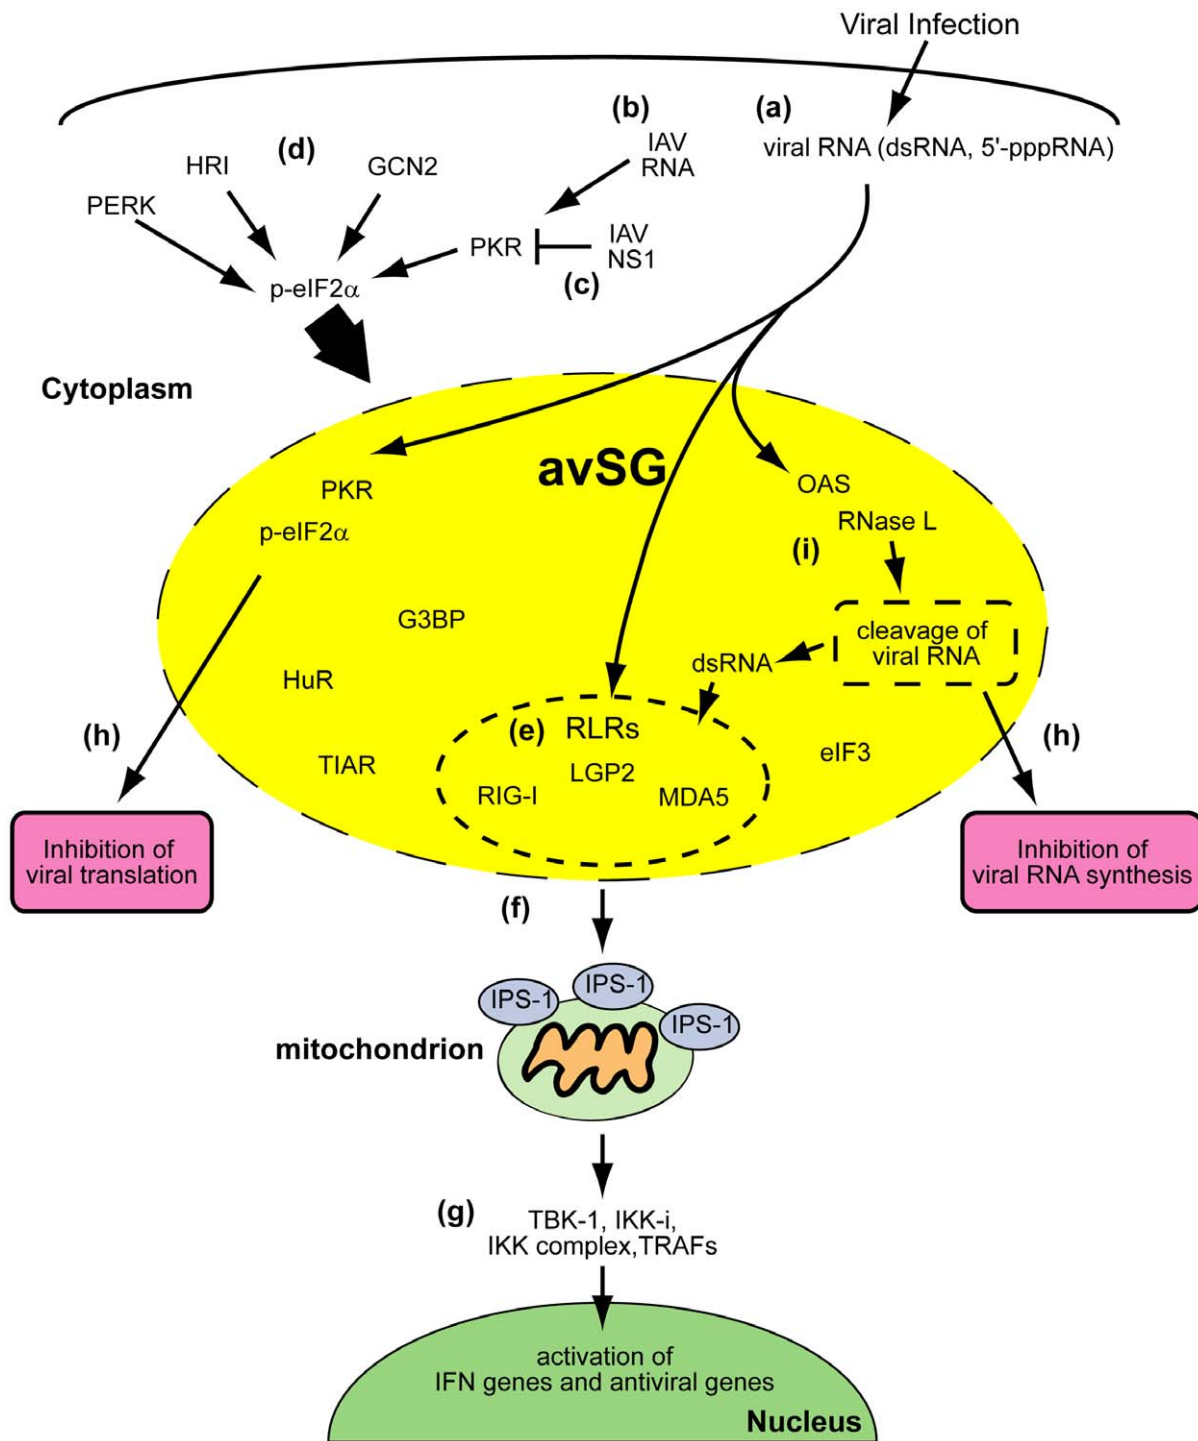 Viral Infection
(a)
viral RNA (dsRNA, 5'-pppRNA)
(b)
IAV
RNA
(d)
HRI
GCN2
PERK
PKR
IAV
NS1
(c)
p-eIF2α
Cytoplasm
avSG
PKR
p-eIF2α
OAS
RNase L
(i)
cleavage of
viral RNA
dsRNA
G3BP
HuR
TIAR
(e)
RLRs
LGP2
RIG-I
MDA5
eIF3
(h)
Inhibition of
viral translation
(h)
Inhibition of
viral RNA synthesis
(f)
IPS-1
IPS-1
IPS-1
mitochondrion
(g)
TBK-1, IKK-i,
IKK complex,TRAFs
activation of
IFN genes and antiviral genes
Nucleus